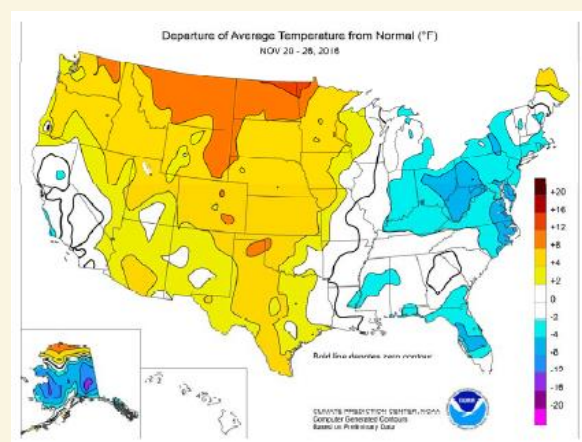 Departure of Average Temperature from Normal (°F)
NOV 20 - 26, 2016
+20
+16
+12
+8
+4
+2
0
-2
-4
-8
-12
-16
-20
Bold line denotes zero contour
CLIMATE PREDICTION CENTER, NOAA
Computer Generated Contours
Based on Preliminary Data